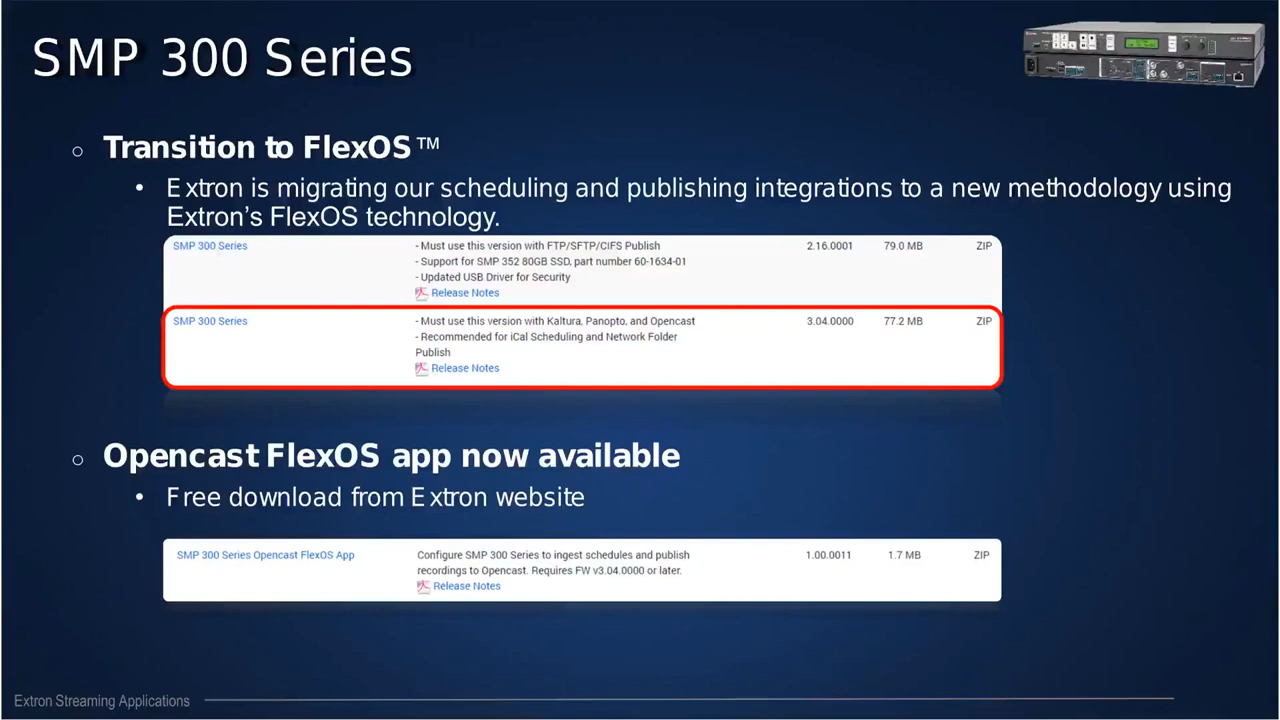 SMP 300 Series
Transition to FlexOS™
• Extron is migrating our scheduling and publishing integrations to a new methodology using
Extron’s FlexOS technology.
SMP 300 Series - Must use this version with FTP/SFTP/CIFS Publish 2.16.0001 79.0 MB ZIP
- Support for SMP 352 80GB SSD, part number 60-1634-01
- Updated USB Driver for Security
Release Notes
SMP 300 Series - Must use this version with Kaltura, Panopto, and Opencast 3.04.0000 77.2 MB ZIP
- Recommended for iCal Scheduling and Network Folder
Publish
Release Notes
Opencast FlexOS app now available
• Free download from Extron website
SMP 300 Series Opencast FlexOS App Configure SMP 300 Series to ingest schedules and publish 1.00.0011 1.7 MB ZIP
recordings to Opencast. Requires FW v3.04.0000 or later.
Release Notes
Extron Streaming Applications